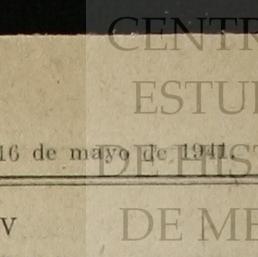 CENTR
ESTU
16 de mayo de 1941.
DE HIST
V
DE ME